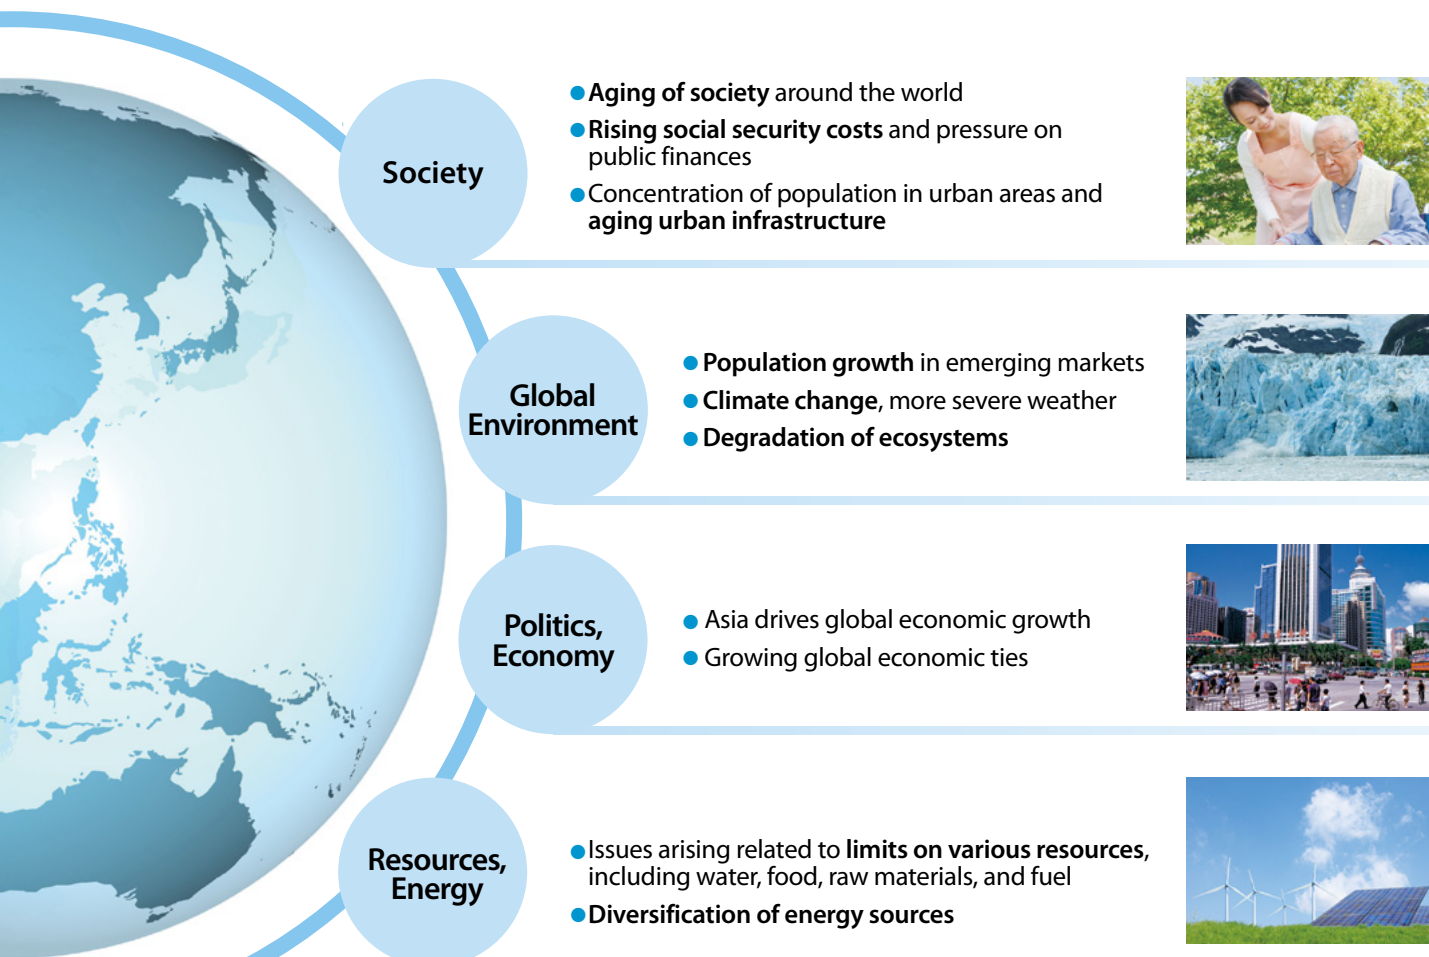 Society
● Aging of society around the world
● Rising social security costs and pressure on
public finances
● Concentration of population in urban areas and
aging urban infrastructure
Global
Environment
● Population growth in emerging markets
● Climate change, more severe weather
● Degradation of ecosystems
Politics,
Economy
● Asia drives global economic growth
● Growing global economic ties
Resources,
Energy
● Issues arising related to limits on various resources,
including water, food, raw materials, and fuel
● Diversification of energy sources